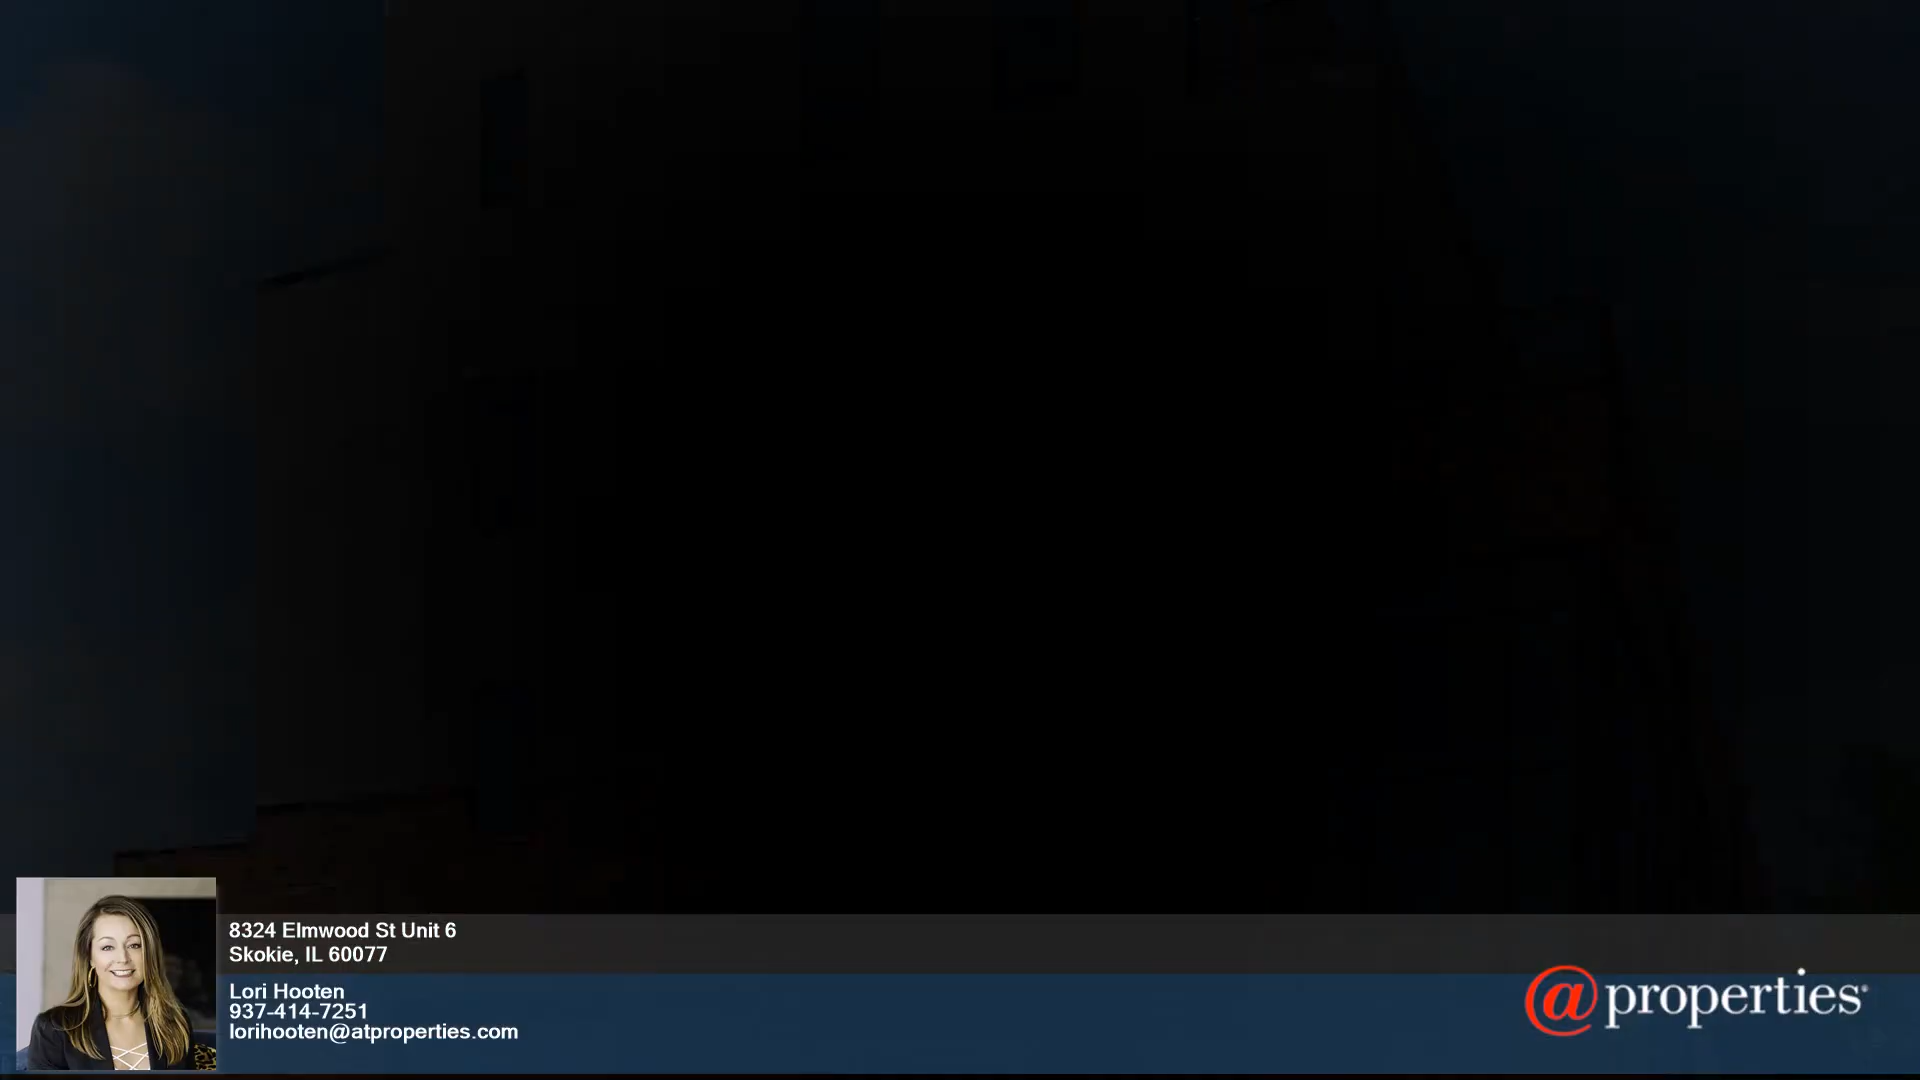 8324 Elmwood St Unit 6
Skokie, IL 60077
Lori Hooten
937-414-7251
lorihooten@atproperties.com
@properties®